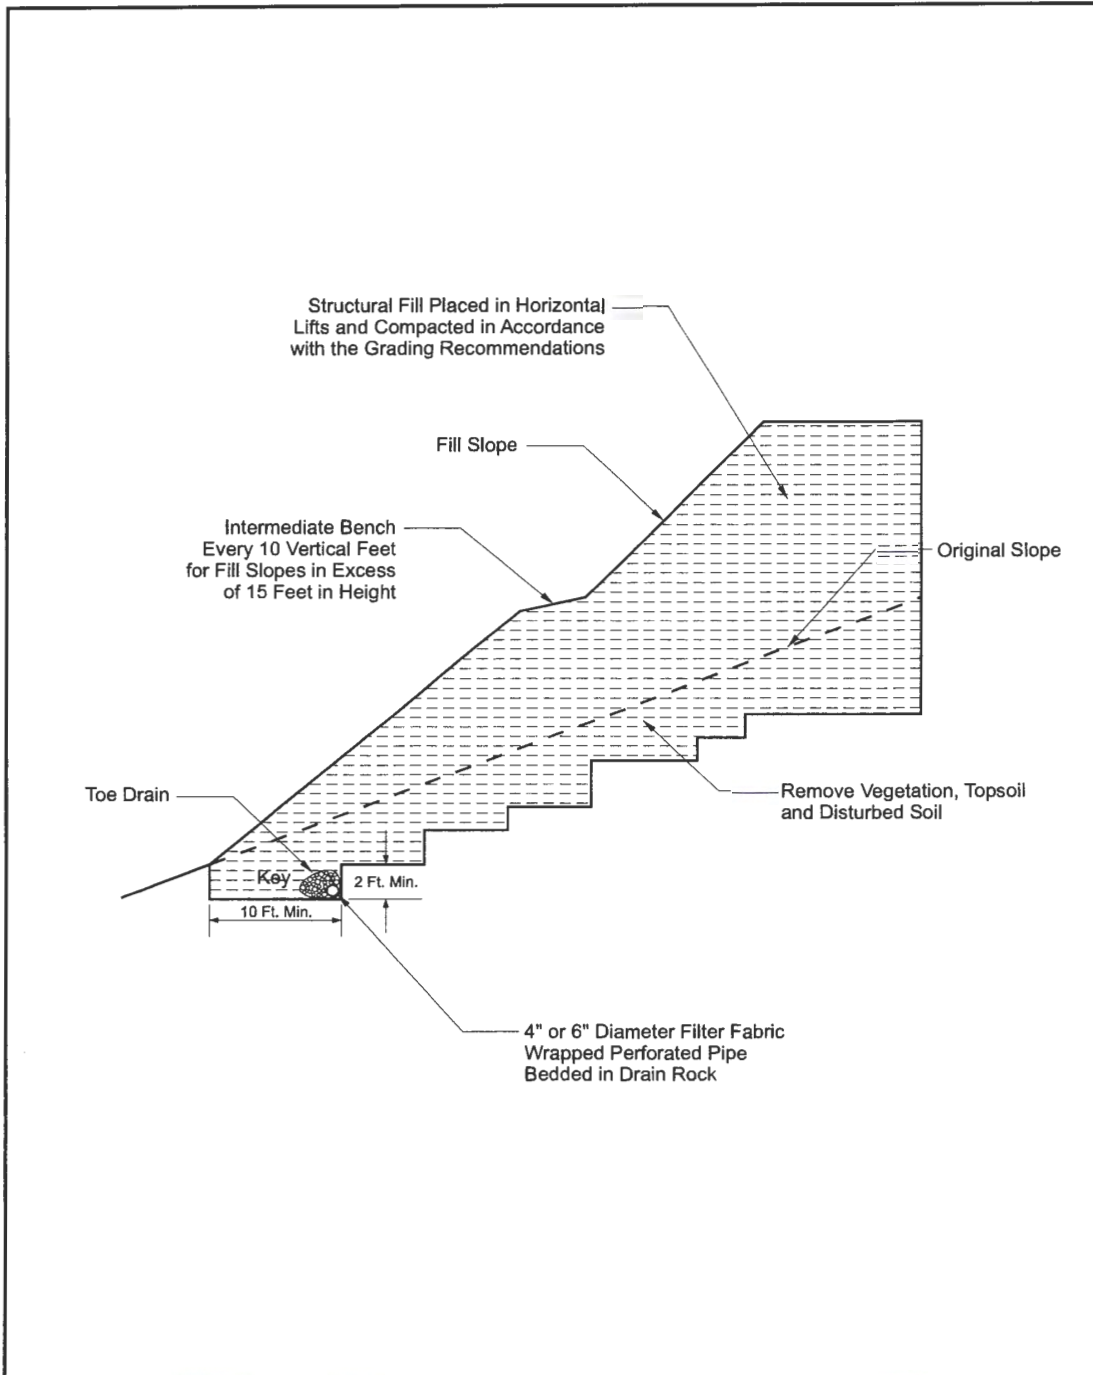 Structural Fill Placed in Horizontal
Lifts and Compacted in Accordance
with the Grading Recommendations
Fill Slope
Intermediate Bench
Every 10 Vertical Feet
for Fill Slopes in Excess
of 15 Feet in Height
Original Slope
Toe Drain
Remove Vegetation, Topsoil
and Disturbed Soil
Key
2 Ft. Min.
10 Ft. Min.
4" or 6" Diameter Filter Fabric
Wrapped Perforated Pipe
Bedded in Drain Rock